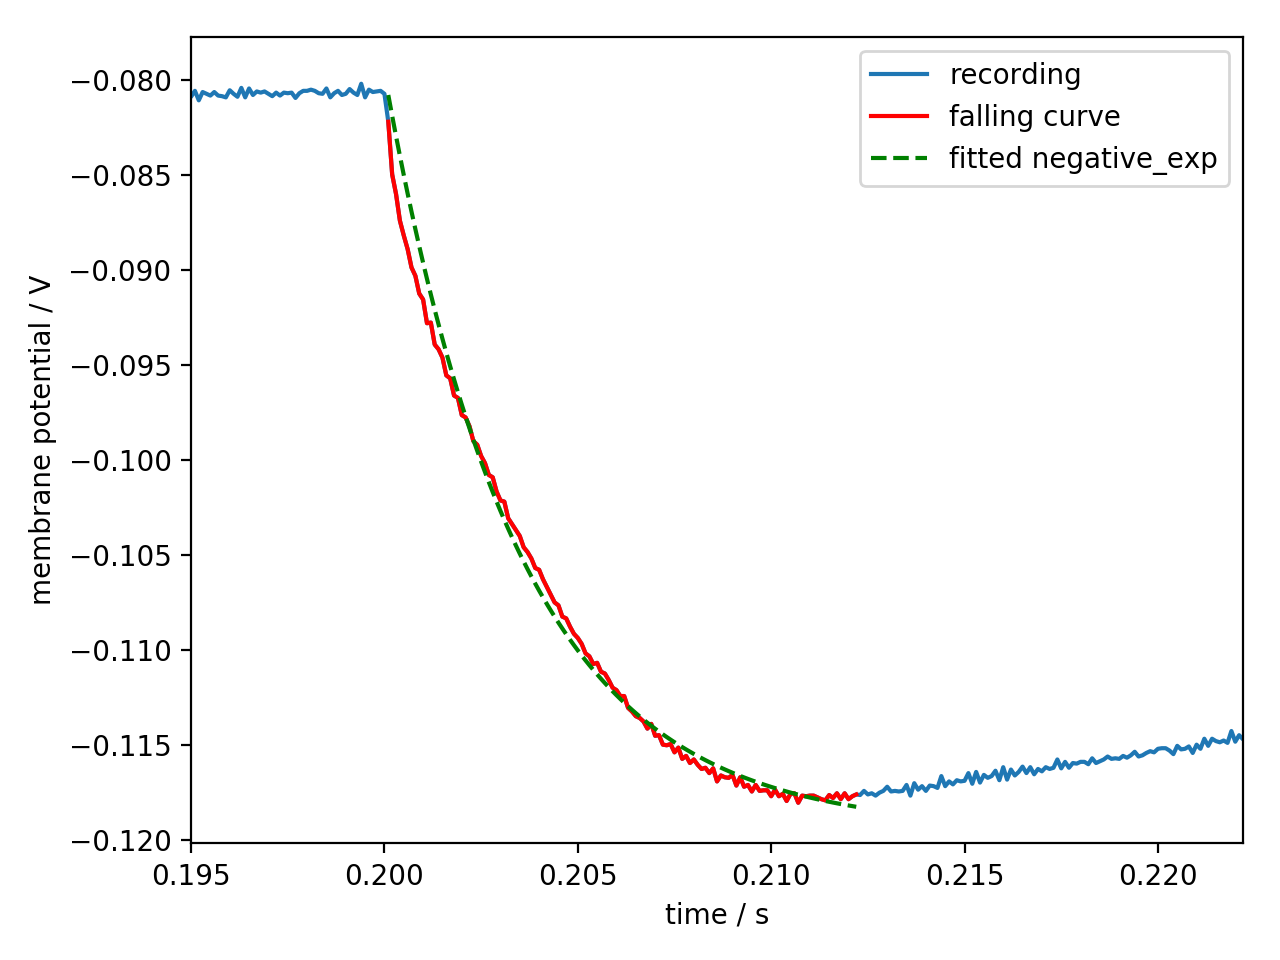 −0.080
−0.085
−0.090
−0.095
−0.100
−0.105
−0.110
−0.115
−0.120
membrane potential / V
recording
falling curve
fitted negative_exp
0.195 0.200 0.205 0.210 0.215 0.220
time / s